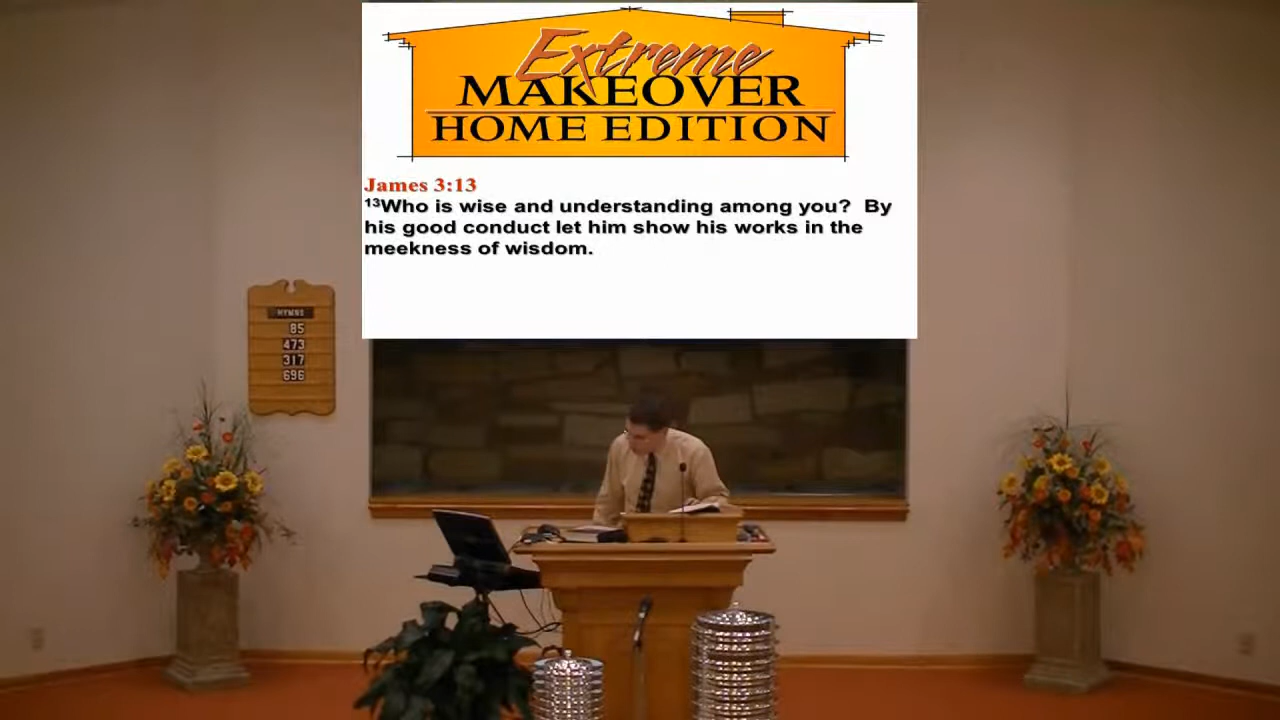 Extreme
MAKEOVER
HOME EDITION
James 3:13
13Who is wise and understanding among you?  By
his good conduct let him show his works in the
meekness of wisdom.
HYMNS
85
473
317
696